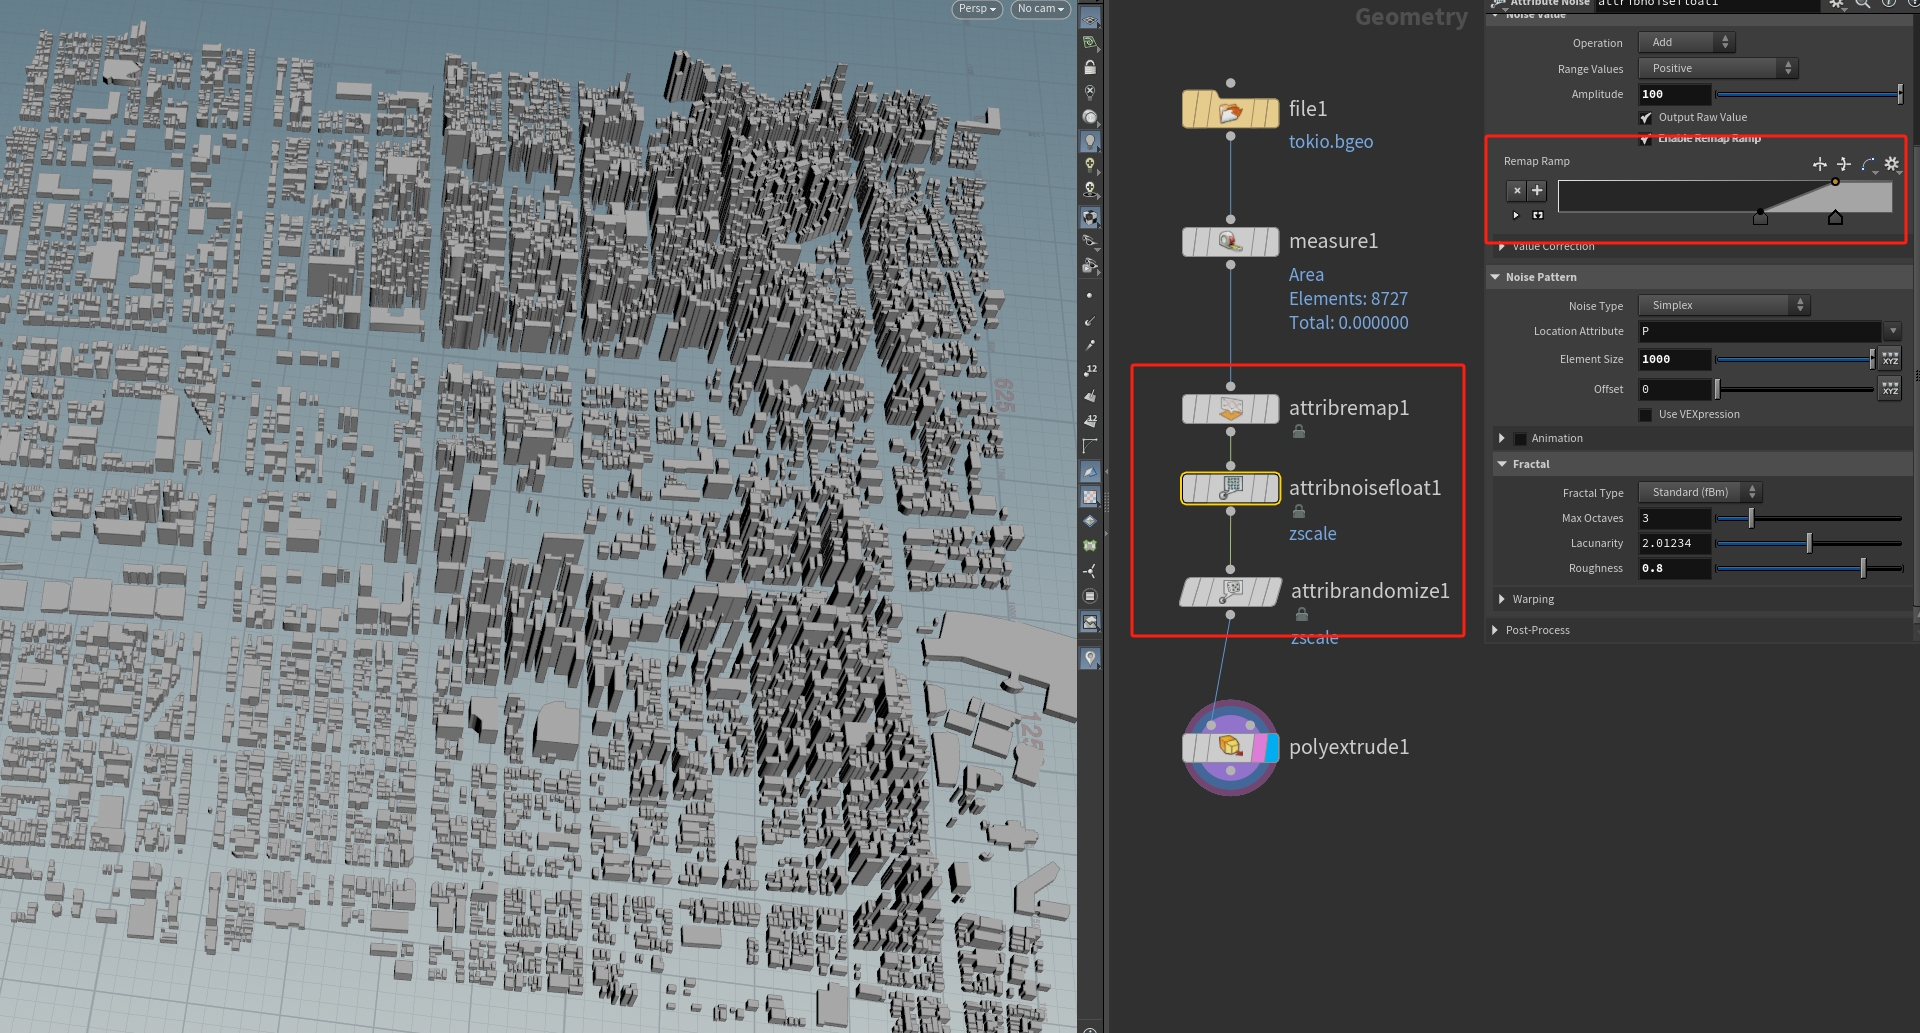 Persp
No cam
625
125
12
42
Geometry
file1
tokio.bgeo
measure1
Area
Elements: 8727
Total: 0.000000
attribremap1
attribnoisefloat1
zscale
attribrandomize1
zscale
polyextrude1
Attribute Noise attribnoisefloat1
Noise Value
Operation Add
Range Values Positive
Amplitude 100
Output Raw Value
Enable Remap Ramp
Remap Ramp
Value Correction
Noise Pattern
Noise Type Simplex
Location Attribute P
Element Size 1000 XYZ
Offset 0 XYZ
Use VEXpression
Animation
Fractal
Fractal Type Standard (fBm)
Max Octaves 3
Lacunarity 2.01234
Roughness 0.8
Warping
Post-Process